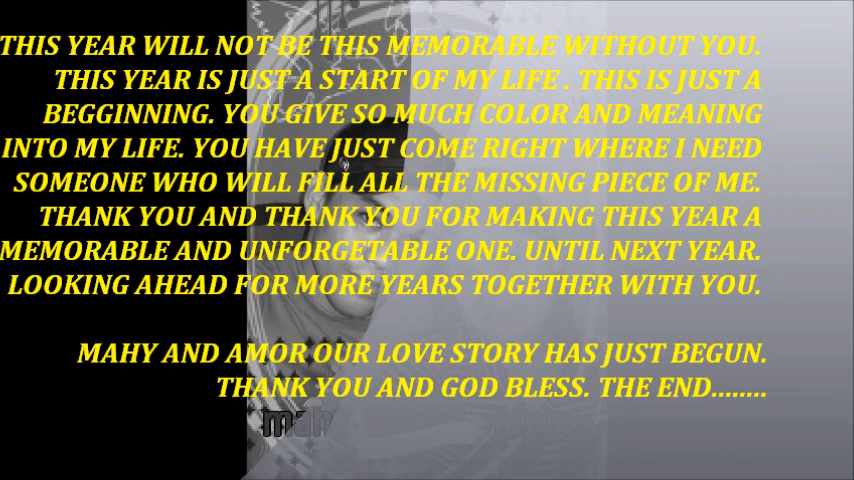 THIS YEAR WILL NOT BE THIS MEMORABLE WITHOUT YOU.
THIS YEAR IS JUST A START OF MY LIFE . THIS IS JUST A
BEGGINNING. YOU GIVE SO MUCH COLOR AND MEANING
INTO MY LIFE. YOU HAVE JUST COME RIGHT WHERE I NEED
SOMEONE WHO WILL FILL ALL THE MISSING PIECE OF ME.
THANK YOU AND THANK YOU FOR MAKING THIS YEAR A
MEMORABLE AND UNFORGETABLE ONE. UNTIL NEXT YEAR.
LOOKING AHEAD FOR MORE YEARS TOGETHER WITH YOU.
MAHY AND AMOR OUR LOVE STORY HAS JUST BEGUN.
THANK YOU AND GOD BLESS. THE END........
mahy